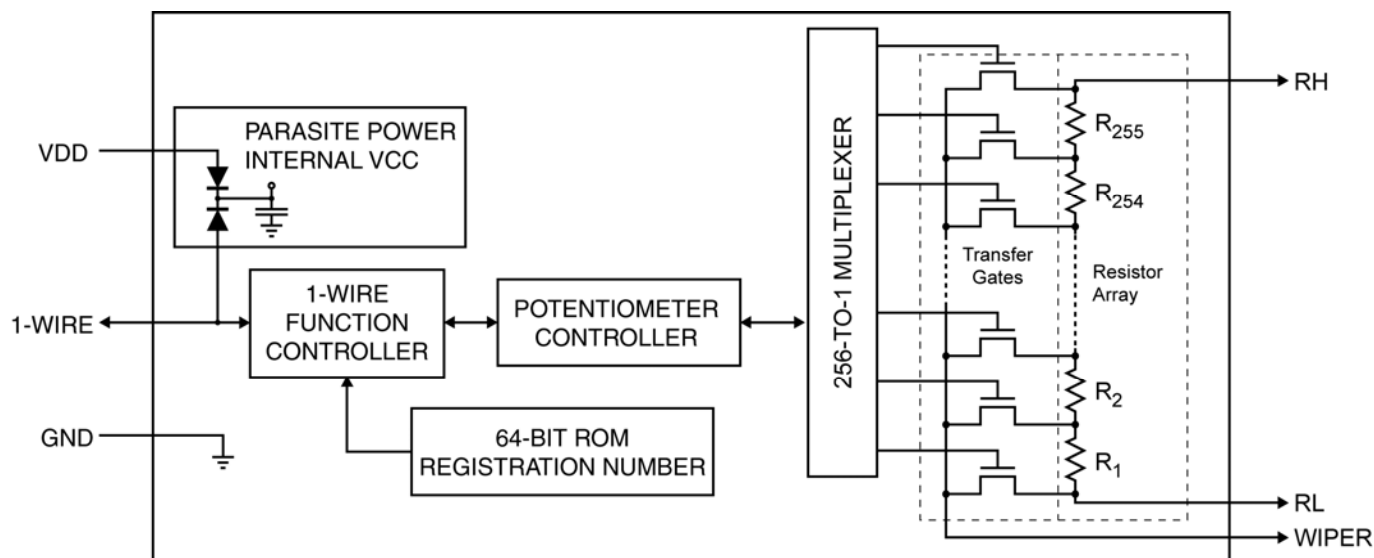 VDD
PARASITE POWER
INTERNAL VCC
1-WIRE
1-WIRE
FUNCTION
CONTROLLER
POTENTIOMETER
CONTROLLER
GND
64-BIT ROM
REGISTRATION NUMBER
256-TO-1 MULTIPLEXER
Transfer
Gates
Resistor
Array
R255
R254
R2
R1
RH
RL
WIPER